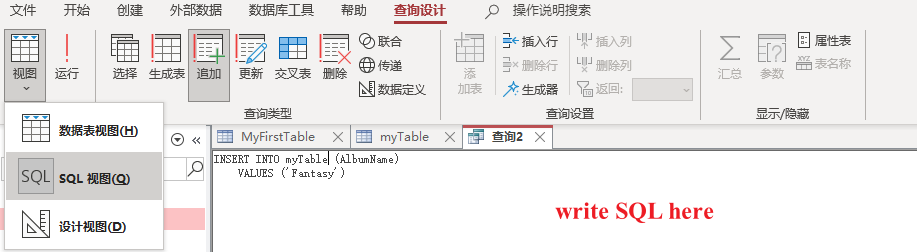 文件 开始 创建 外部数据 数据库工具 帮助 查询设计 操作说明搜索
视图 运行 选择 生成表 追加 更新 交叉表 删除
联合
传递
数据定义
查询类型
添
加表
插入行
删除行
生成器
插入列
删除列
返回:
查询设置
汇总 参数
属性表
XYZ 表名称
显示/隐藏
数据表视图(H)
SQL SQL 视图(Q)
设计视图(D)
MyFirstTable myTable 查询2
INSERT INTO myTable (AlbumName)
VALUES ('Fantasy')
write SQL here